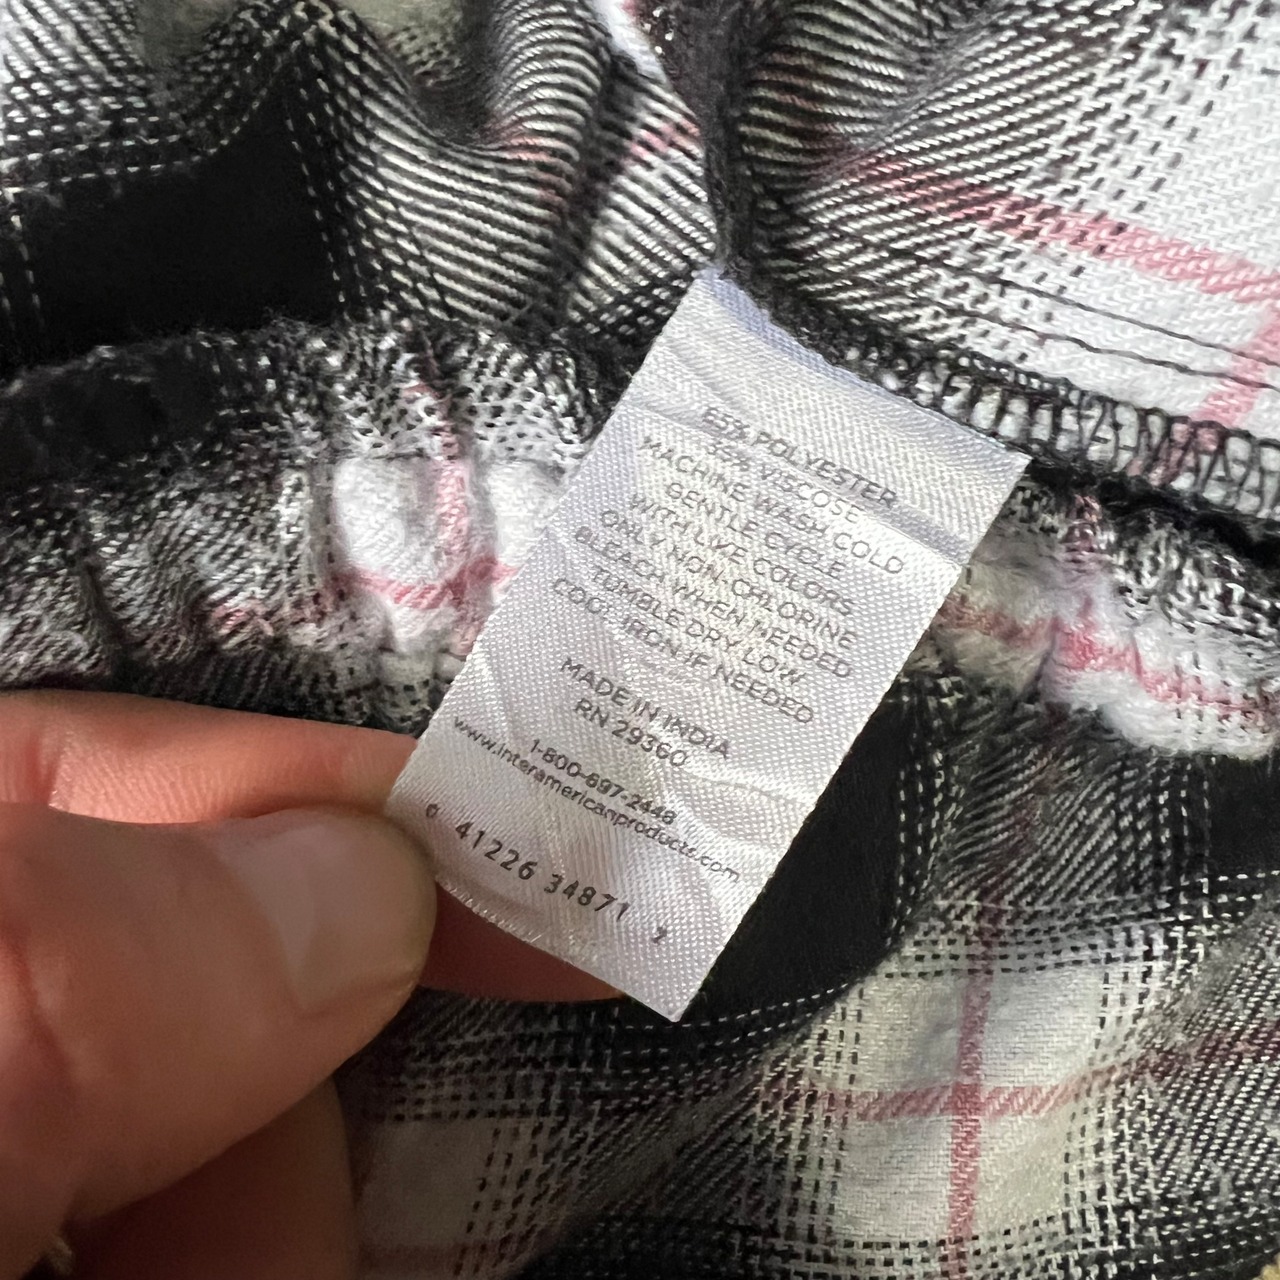 65% POLYESTER
35% VISCOSE
MACHINE WASH COLD
GENTLE CYCLE
WITH LIKE COLORS
ONLY NON-CHLORINE
BLEACH WHEN NEEDED
TUMBLE DRY LOW
COOL IRON IF NEEDED
MADE IN INDIA
RN 29360
1-800-697-2448
www.interamericanproducts.com
0 41226 34871 2